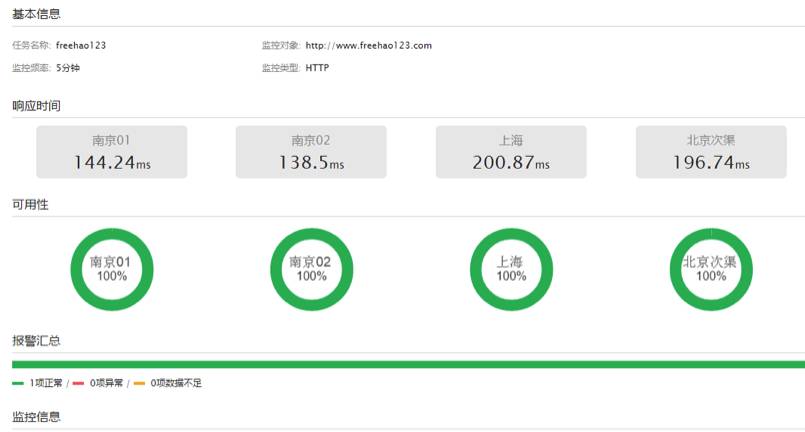 基本信息
任务名称: freehao123 监控对象: http://www.freehao123.com
监控频率: 5分钟 监控类型: HTTP
响应时间
南京01 南京02 上海 北京次渠
144.24ms 138.5ms 200.87ms 196.74ms
可用性
南京01 南京02 上海 北京次渠
100% 100% 100% 100%
报警汇总
1项正常 / 0项异常 / 0项数据不足
监控信息